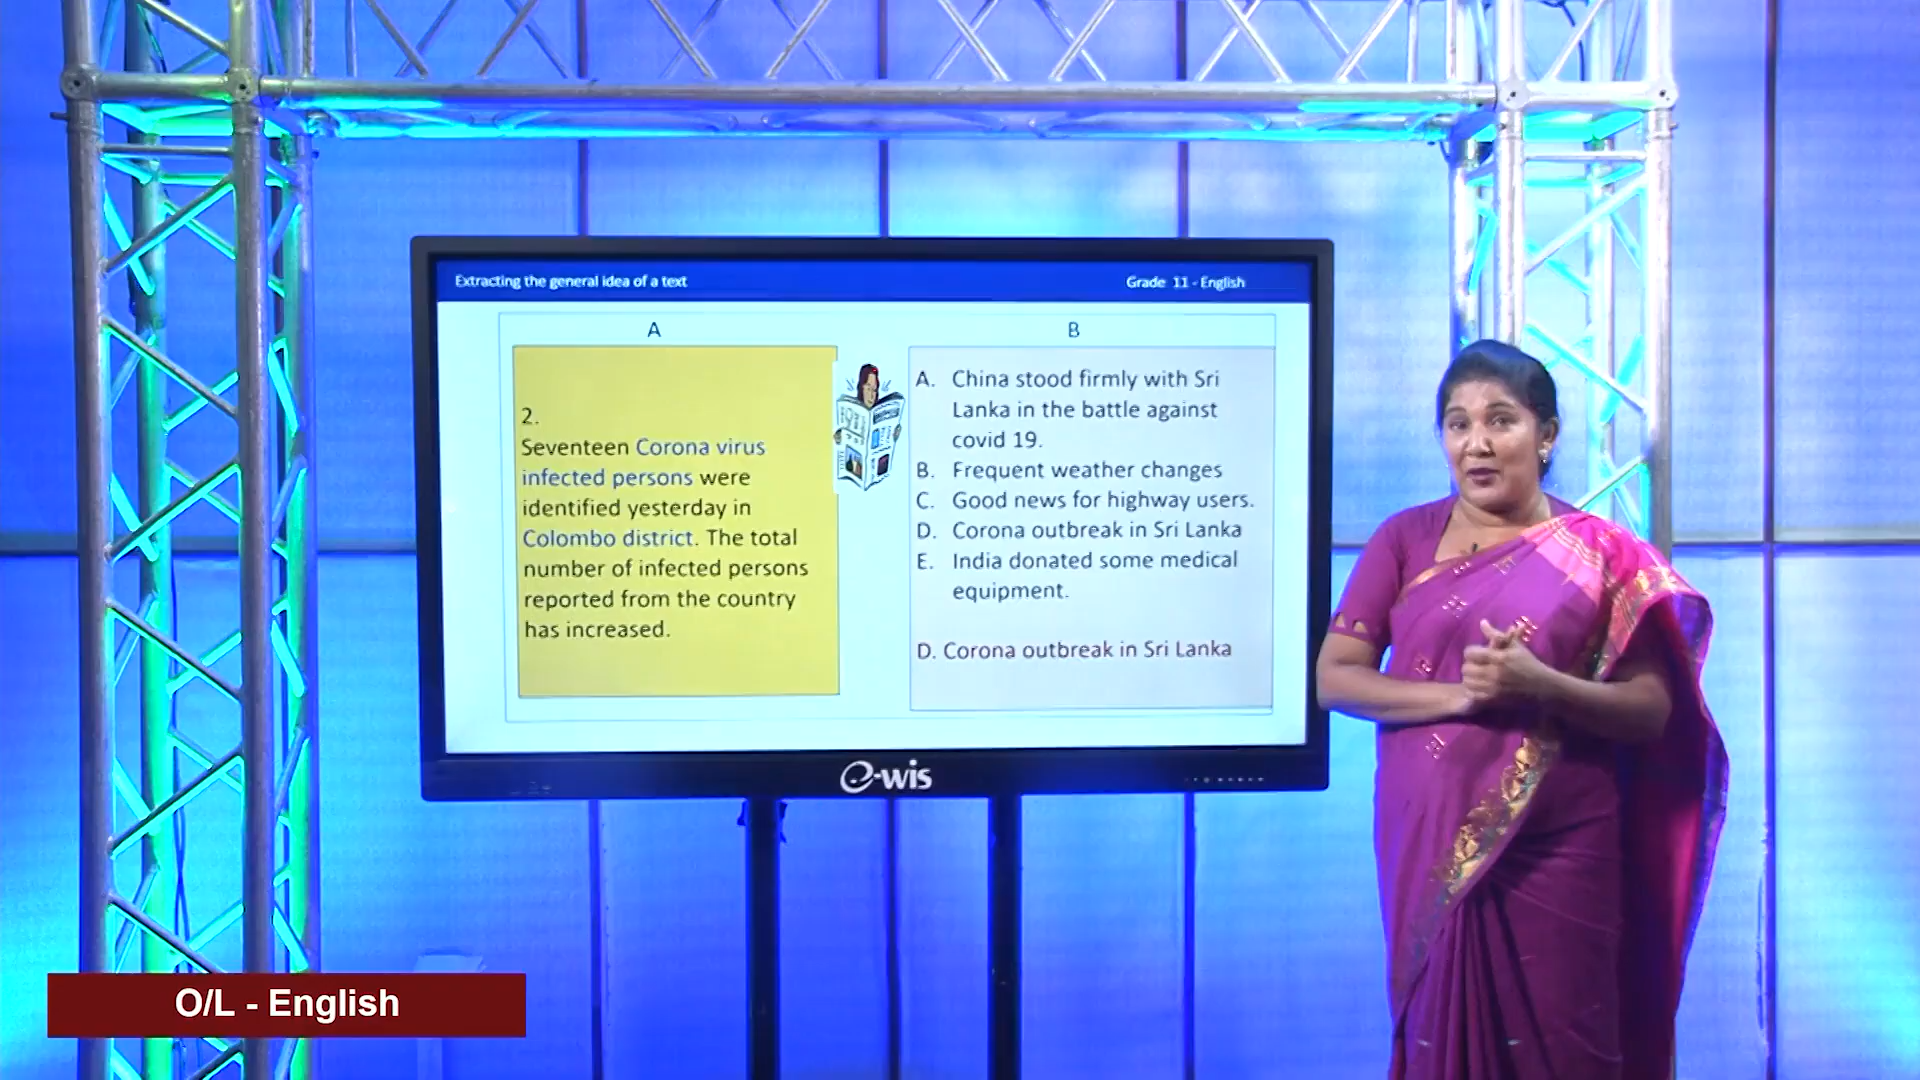 Extracting the general idea of a text
Grade 11 - English
A
B
2.
Seventeen Corona virus
infected persons were
identified yesterday in
Colombo district. The total
number of infected persons
reported from the country
has increased.
A. China stood firmly with Sri
Lanka in the battle against
covid 19.
B. Frequent weather changes
C. Good news for highway users.
D. Corona outbreak in Sri Lanka
E. India donated some medical
equipment.
D. Corona outbreak in Sri Lanka
e-wis
O/L - English